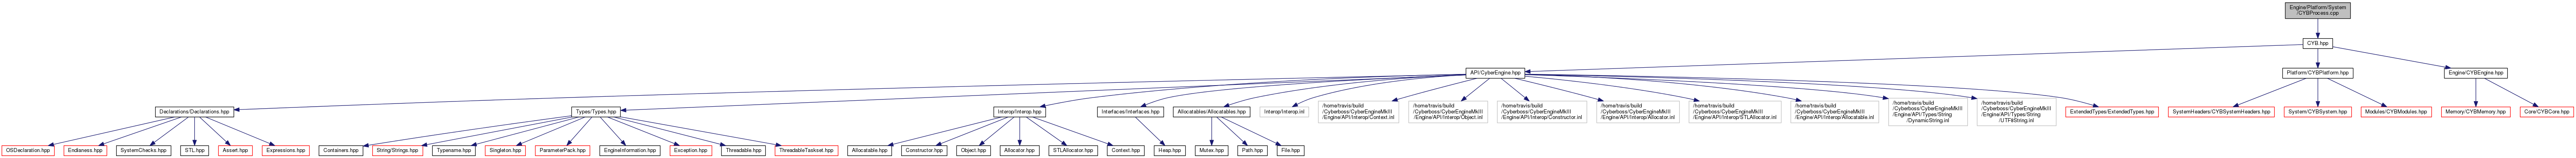 Engine/Platform/System
/CYBProcess.cpp
CYB.hpp
API/CyberEngine.hpp
Platform/CYBPlatform.hpp
Engine/CYBEngine.hpp
Declarations/Declarations.hpp
Types/Types.hpp
Interop/Interop.hpp
Interfaces/Interfaces.hpp
Allocatables/Allocatables.hpp
Interop/Interop.inl
/home/travis/build
/Cyberboss/CyberEngineMkIII
/Engine/API/Interop/Context.inl
/home/travis/build
/Cyberboss/CyberEngineMkIII
/Engine/API/Interop/Object.inl
/home/travis/build
/Cyberboss/CyberEngineMkIII
/Engine/API/Interop/Constructor.inl
/home/travis/build
/Cyberboss/CyberEngineMkIII
/Engine/API/Interop/Allocator.inl
/home/travis/build
/Cyberboss/CyberEngineMkIII
/Engine/API/Interop/STLAllocator.inl
/home/travis/build
/Cyberboss/CyberEngineMkIII
/Engine/API/Interop/Allocatable.inl
/home/travis/build
/Cyberboss/CyberEngineMkIII
/Engine/API/Types/String
/DynamicString.inl
/home/travis/build
/Cyberboss/CyberEngineMkIII
/Engine/API/Types/String
/UTF8String.inl
ExtendedTypes/ExtendedTypes.hpp
SystemHeaders/CYBSystemHeaders.hpp
System/CYBSystem.hpp
Modules/CYBModules.hpp
Memory/CYBMemory.hpp
Core/CYBCore.hpp
OSDeclaration.hpp
Endianess.hpp
SystemChecks.hpp
STL.hpp
Assert.hpp
Expressions.hpp
Containers.hpp
String/Strings.hpp
Typename.hpp
Singleton.hpp
ParameterPack.hpp
EngineInformation.hpp
Exception.hpp
Threadable.hpp
ThreadableTaskset.hpp
Allocatable.hpp
Constructor.hpp
Object.hpp
Allocator.hpp
STLAllocator.hpp
Context.hpp
Heap.hpp
Mutex.hpp
Path.hpp
File.hpp